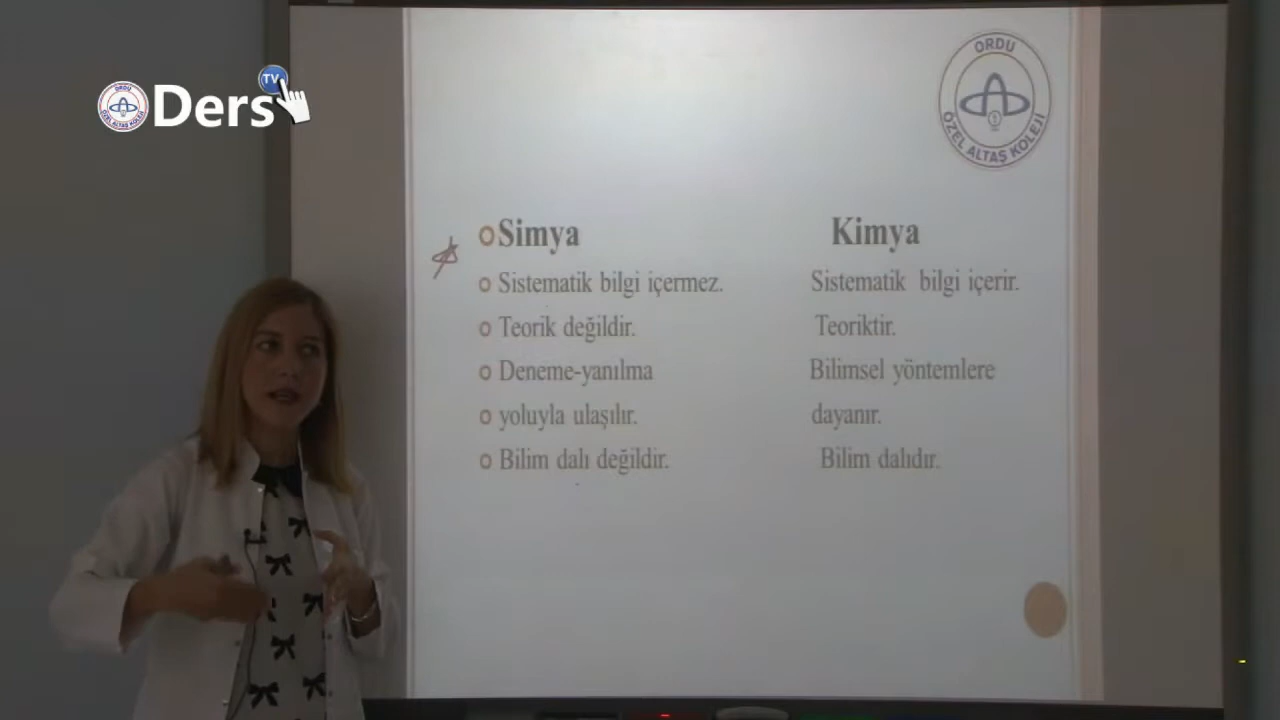 TV
Ders
ORDU
ÖZEL ALTAŞ KOLEJİ
Simya Kimya
Sistematik bilgi içermez. Sistematik bilgi içerir.
Teorik değildir. Teoriktir.
Deneme-yanılma Bilimsel yöntemlere
yoluyla ulaşılır. dayanır.
Bilim dalı değildir. Bilim dalıdır.